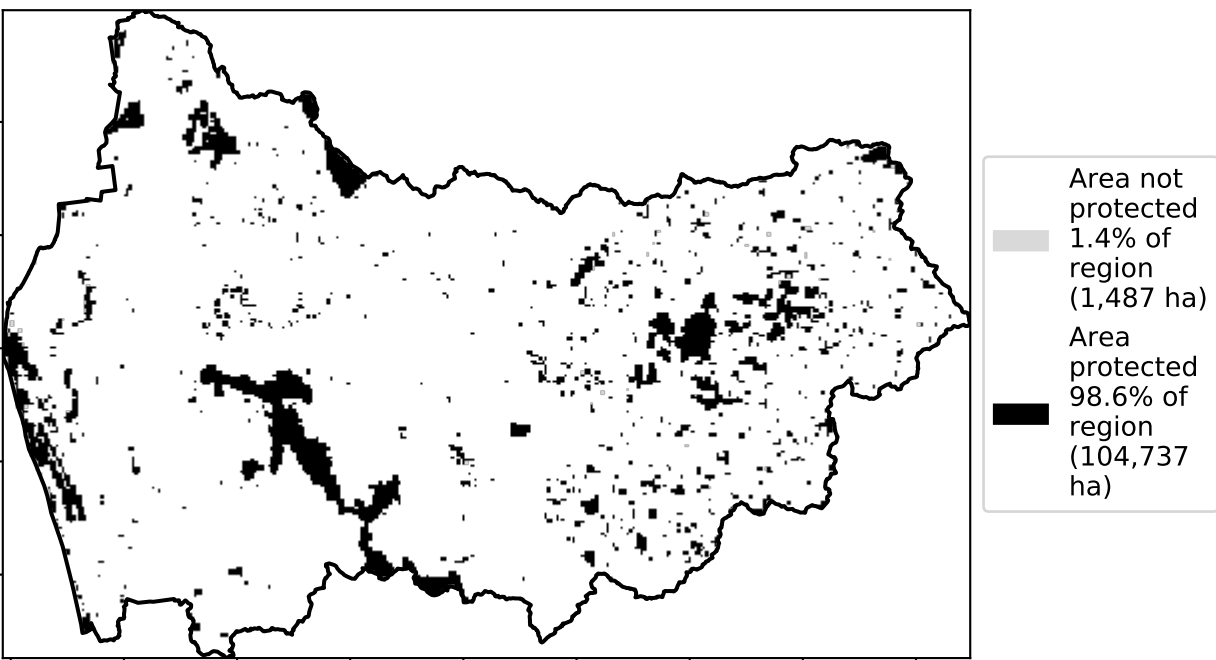 Area not
protected
1.4% of
region
(1,487 ha)
Area
protected
98.6% of
region
(104,737
ha)